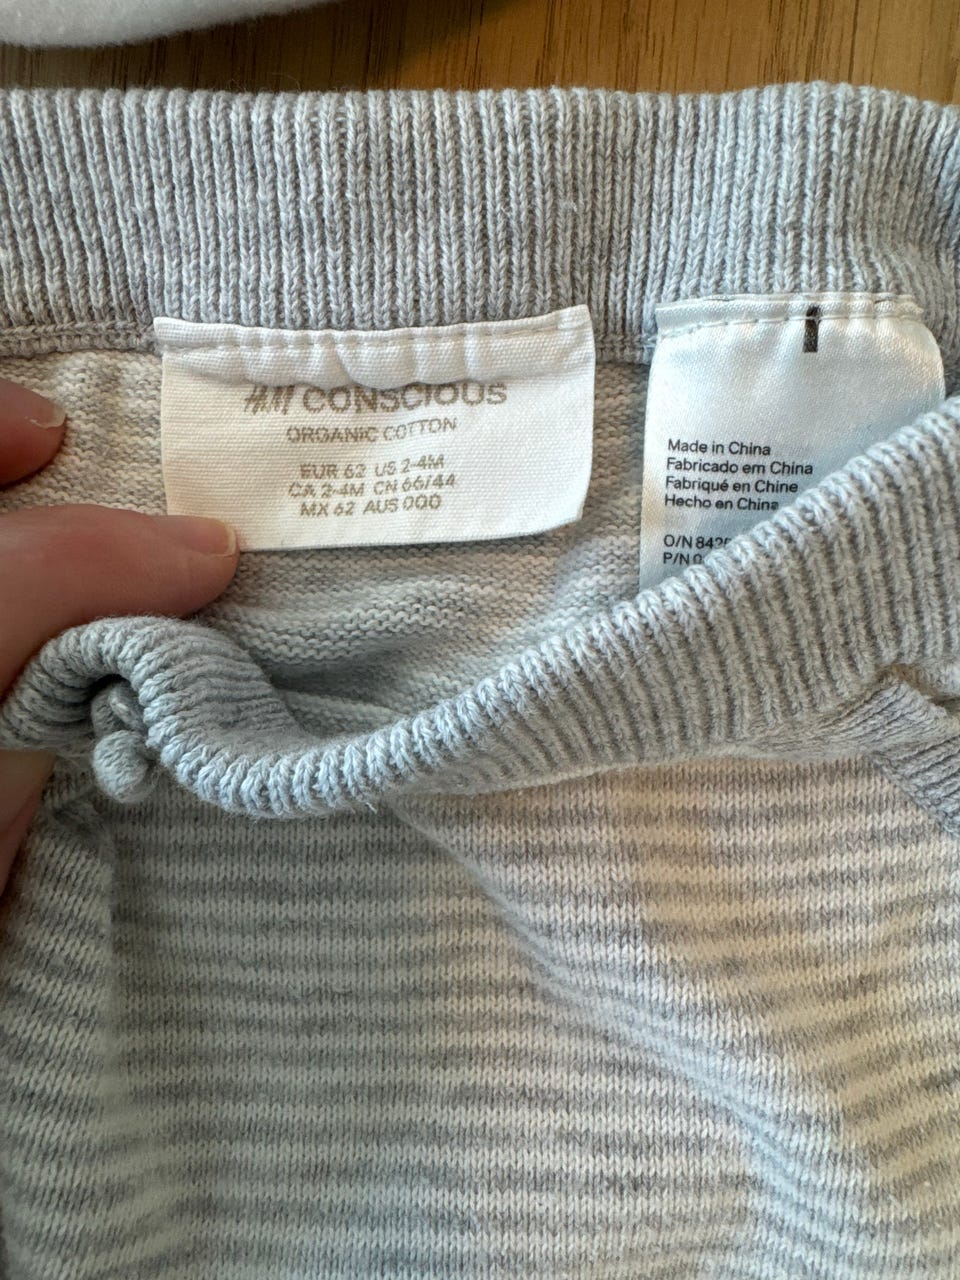 H&M CONSCIOUS
ORGANIC COTTON
EUR 62 US 2-4M
CA 2-4M CN 66/44
MX 62 AUS 000
Made in China
Fabricado em China
Fabriqué en Chine
Hecho en China
O/N
P/N